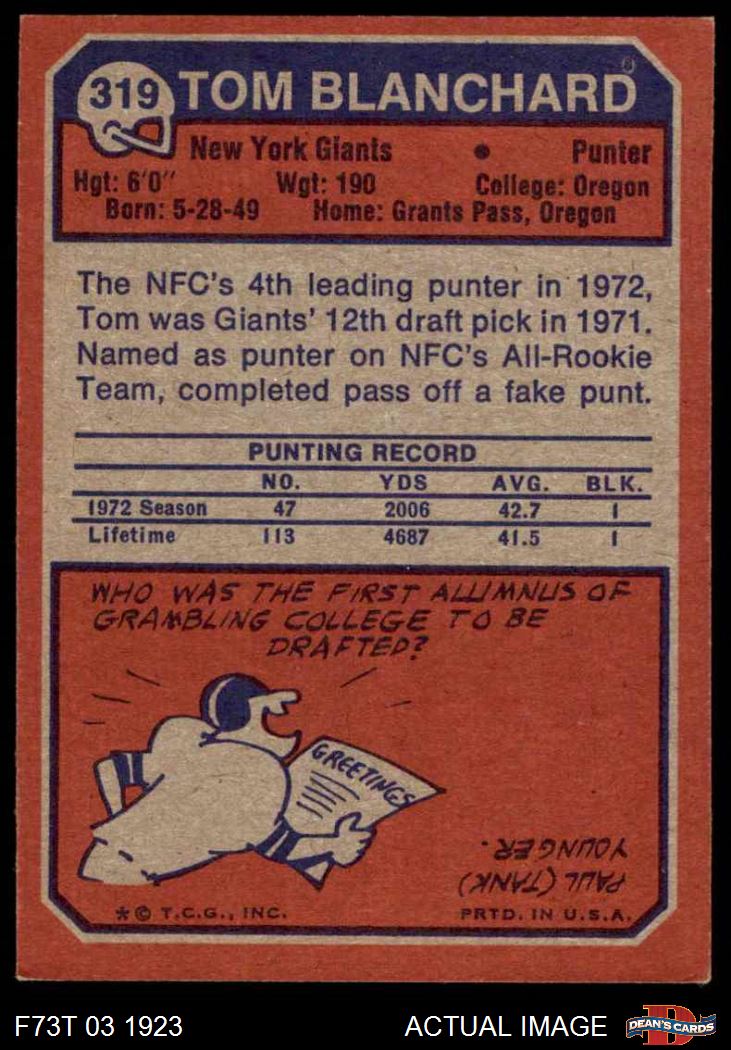 319 TOM BLANCHARD
New York Giants • Punter
Hgt: 6'0" Wgt: 190 College: Oregon
Born: 5-28-49 Home: Grants Pass, Oregon
The NFC's 4th leading punter in 1972,
Tom was Giants' 12th draft pick in 1971.
Named as punter on NFC's All-Rookie
Team, completed pass off a fake punt.
PUNTING RECORD
NO. YDS AVG. BLK.
1972 Season 47 2006 42.7 1
Lifetime 113 4687 41.5 1
WHO WAS THE FIRST ALUMNUS OF
GRAMBLING COLLEGE TO BE
DRAFTED?
GREETINGS
PAUL (TANK)
YOUNGER.
* © T.C.G., INC. PRTD. IN U.S.A.
F73T 03 1923 ACTUAL IMAGE
D
DEAN'S CARDS